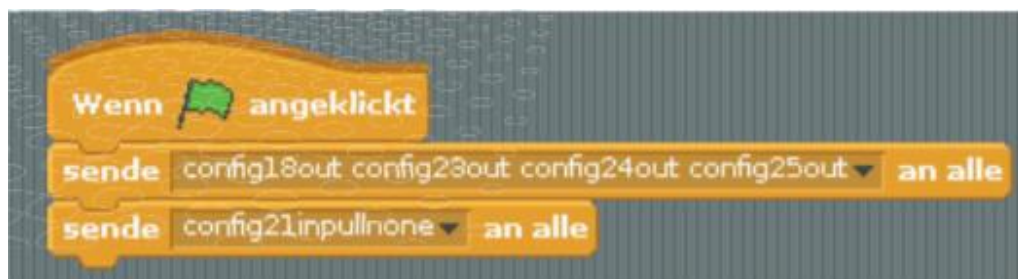 Wenn angeklickt
sende config18out config23out config24out config25out an alle
sende config21inpullnone an alle